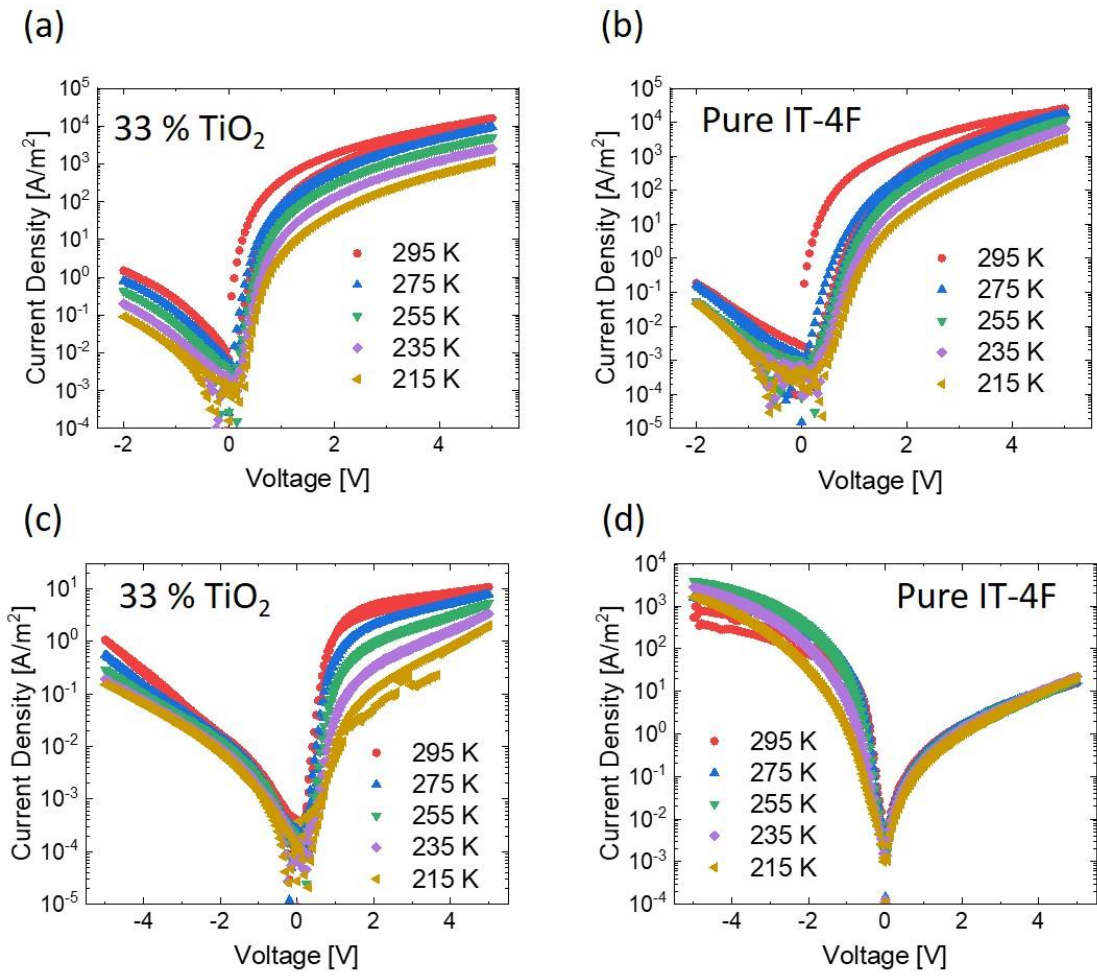 (a)
33 % TiO2
Current Density [A/m2]
10^5
10^4
10^3
10^2
10^1
10^0
10^-1
10^-2
10^-3
10^-4
295 K
275 K
255 K
235 K
215 K
-2
0
2
4
Voltage [V]
(b)
Pure IT-4F
Current Density [A/m2]
10^5
10^4
10^3
10^2
10^1
10^0
10^-1
10^-2
10^-3
10^-4
10^-5
295 K
275 K
255 K
235 K
215 K
-2
0
2
4
Voltage [V]
(c)
33 % TiO2
Current Density [A/m2]
10^1
10^0
10^-1
10^-2
10^-3
10^-4
10^-5
295 K
275 K
255 K
235 K
215 K
-4
-2
0
2
4
Voltage [V]
(d)
Pure IT-4F
Current Density [A/m2]
10^4
10^3
10^2
10^1
10^0
10^-1
10^-2
10^-3
10^-4
295 K
275 K
255 K
235 K
215 K
-4
-2
0
2
4
Voltage [V]